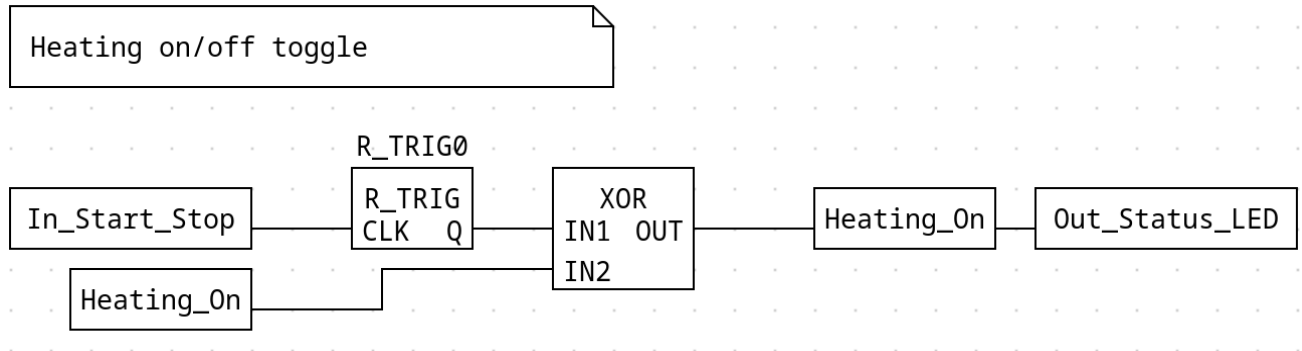 Heating on/off toggle
R_TRIG0
R_TRIG
CLK Q
XOR
IN1 OUT
IN2
In_Start_Stop
Heating_On
Heating_On
Out_Status_LED